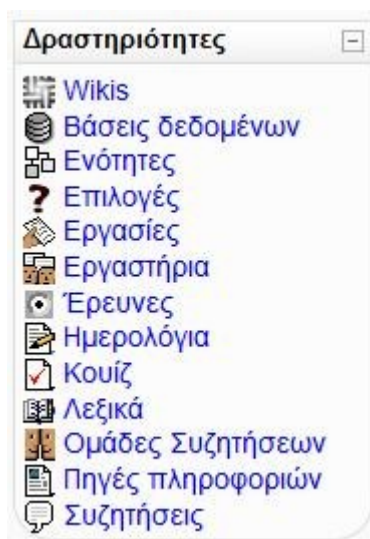 Δραστηριότητες
Wikis
Βάσεις δεδομένων
Ενότητες
Επιλογές
Εργασίες
Εργαστήρια
Έρευνες
Ημερολόγια
Κουίζ
Λεξικά
Ομάδες Συζητήσεων
Πηγές πληροφοριών
Συζητήσεις